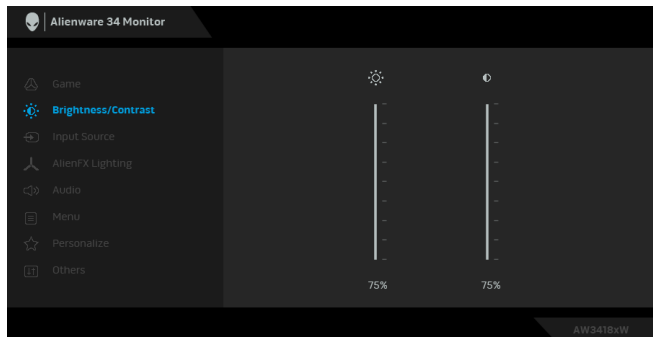 Alienware 34 Monitor
Game
Brightness/Contrast
Input Source
AlienFX Lighting
Audio
Menu
Personalize
Others
75%
75%
AW3418xW